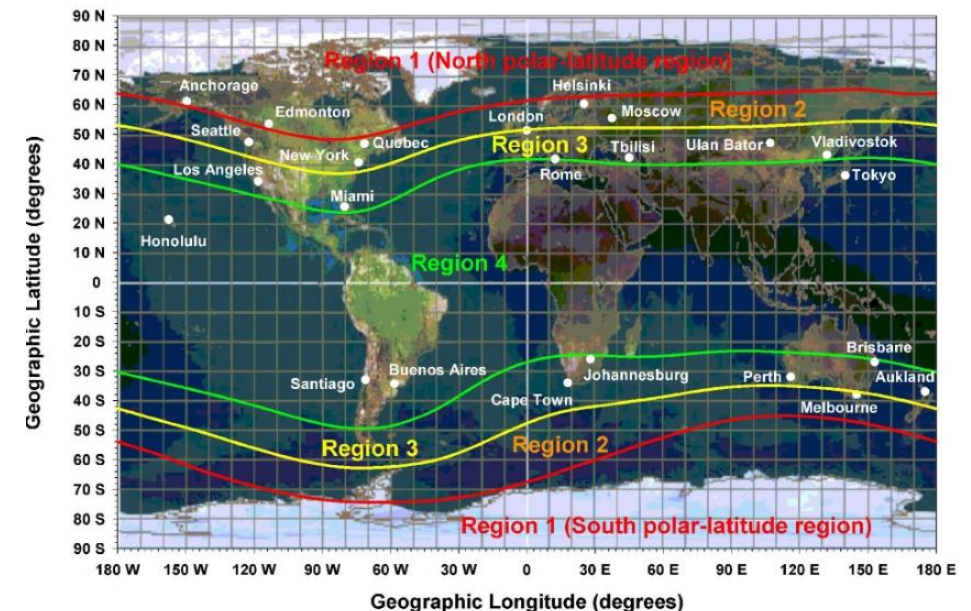 90 N
80 N
70 N
60 N
50 N
40 N
30 N
20 N
10 N
0
10 S
20 S
30 S
40 S
50 S
60 S
70 S
80 S
90 S
Geographic Latitude (degrees)
Region 1 (North polar-latitude region)
Anchorage
Helsinki
Edmonton
London
Moscow
Region 2
Seattle
Quebec
Region 3
New York
Tbilisi
Ulan Bator
Vladivostok
Los Angeles
Rome
Tokyo
Miami
Honolulu
Region 4
Brisbane
Santiago
Buenos Aires
Johannesburg
Perth
Aukland
Cape Town
Melbourne
Region 3
Region 2
Region 1 (South polar-latitude region)
180 W 150 W 120 W 90 W 60 W 30 W 0 30 E 60 E 90 E 120 E 150 E 180 E
Geographic Longitude (degrees)